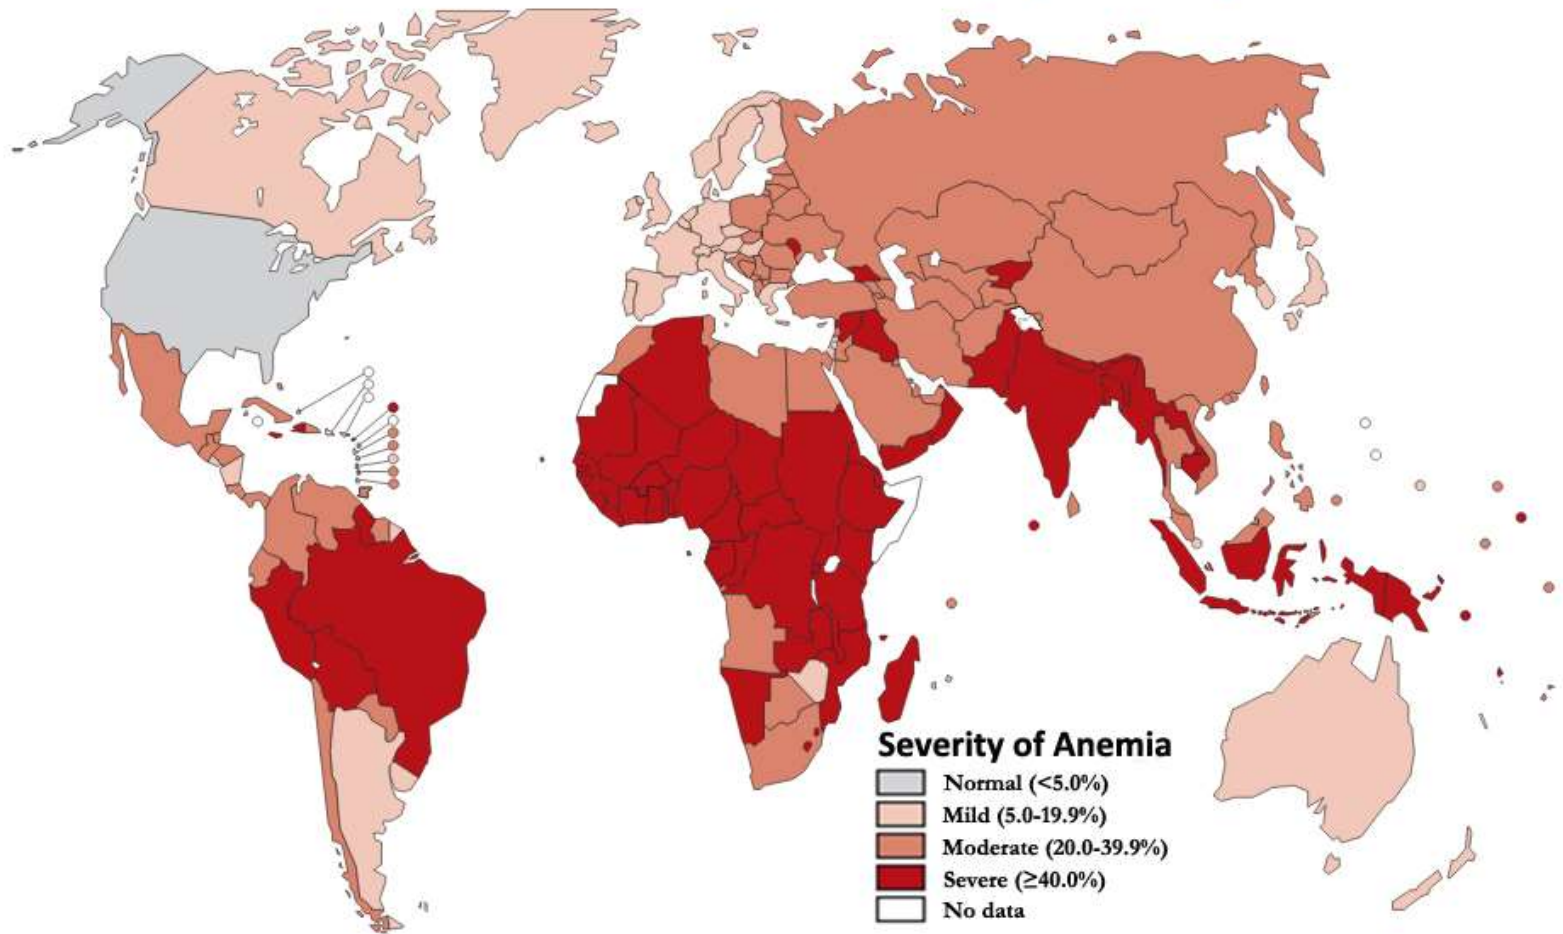 Severity of Anemia
Normal (<5.0%)
Mild (5.0-19.9%)
Moderate (20.0-39.9%)
Severe (≥40.0%)
No data